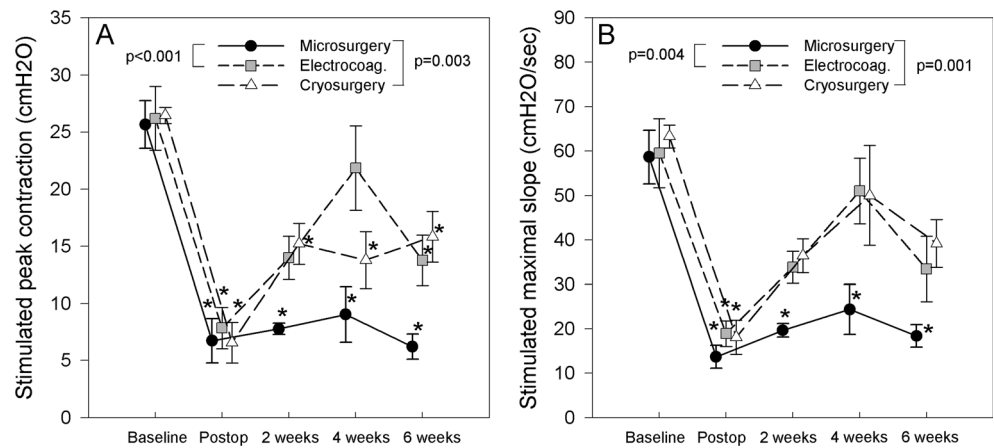 A
Stimulated peak contraction (cmH2O)
35
30
25
20
15
10
5
0
p<0.001
Microsurgery
Electrocoag.
Cryosurgery
p=0.003
* * *
* * * * * * *
Baseline Postop 2 weeks 4 weeks 6 weeks
B
Stimulated maximal slope (cmH2O/sec)
90
80
70
60
50
40
30
20
10
0
p=0.004
Microsurgery
Electrocoag.
Cryosurgery
p=0.001
* * *
* * *
Baseline Postop 2 weeks 4 weeks 6 weeks